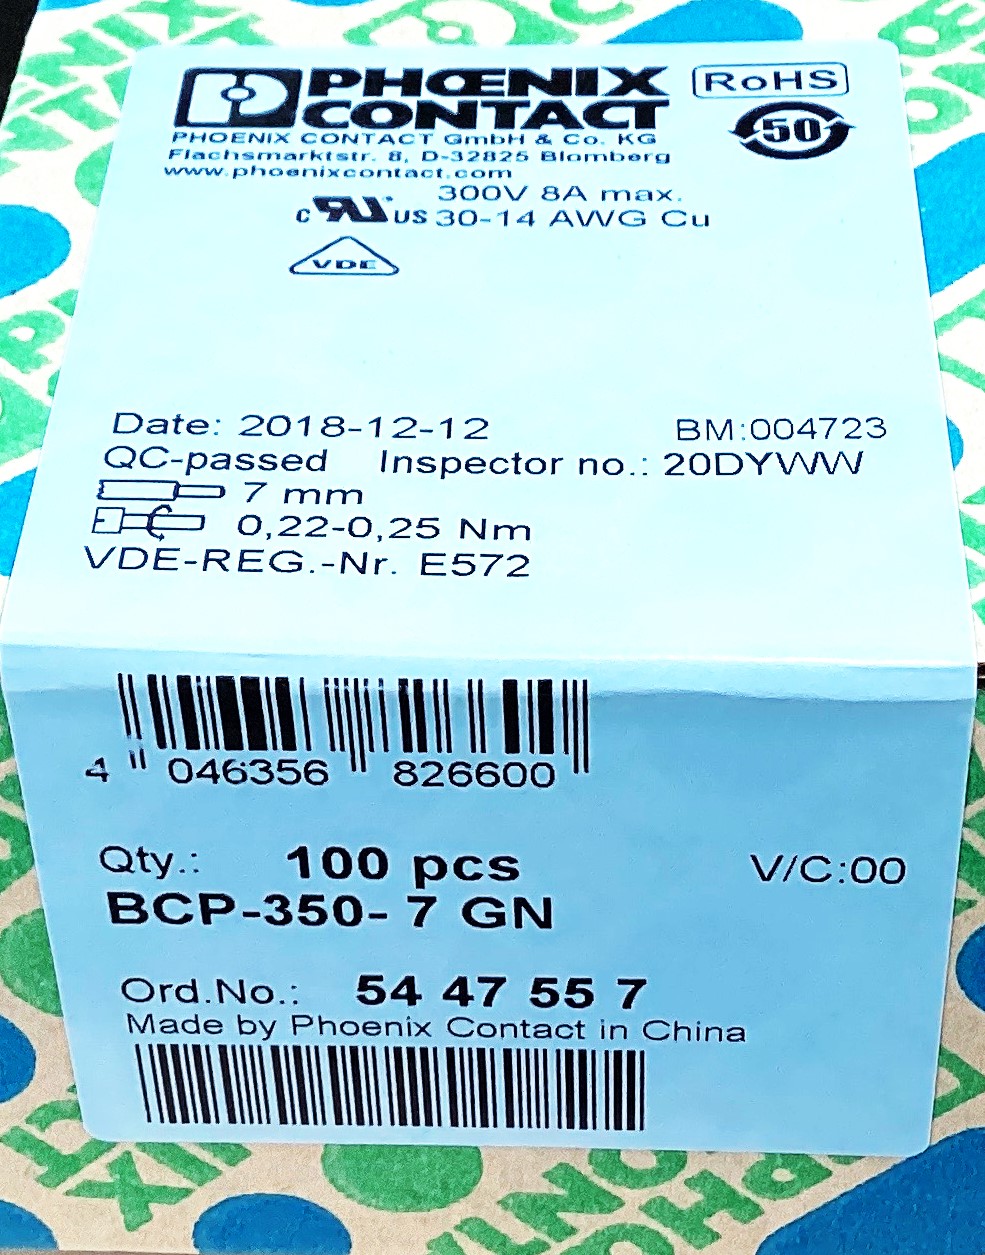 PHŒNIX
CONTACT
RoHS
50
PHOENIX CONTACT GmbH & Co. KG
Flachsmarktstr. 8, D-32825 Blomberg
www.phoenixcontact.com
300V 8A max.
c RU US 30-14 AWG Cu
VDE
Date: 2018-12-12 BM:004723
QC-passed Inspector no.: 20DYWW
7 mm
0,22-0,25 Nm
VDE-REG.-Nr. E572
4 046356 826600
Qty.: 100 pcs V/C:00
BCP-350- 7 GN
Ord.No.: 54 47 55 7
Made by Phoenix Contact in China